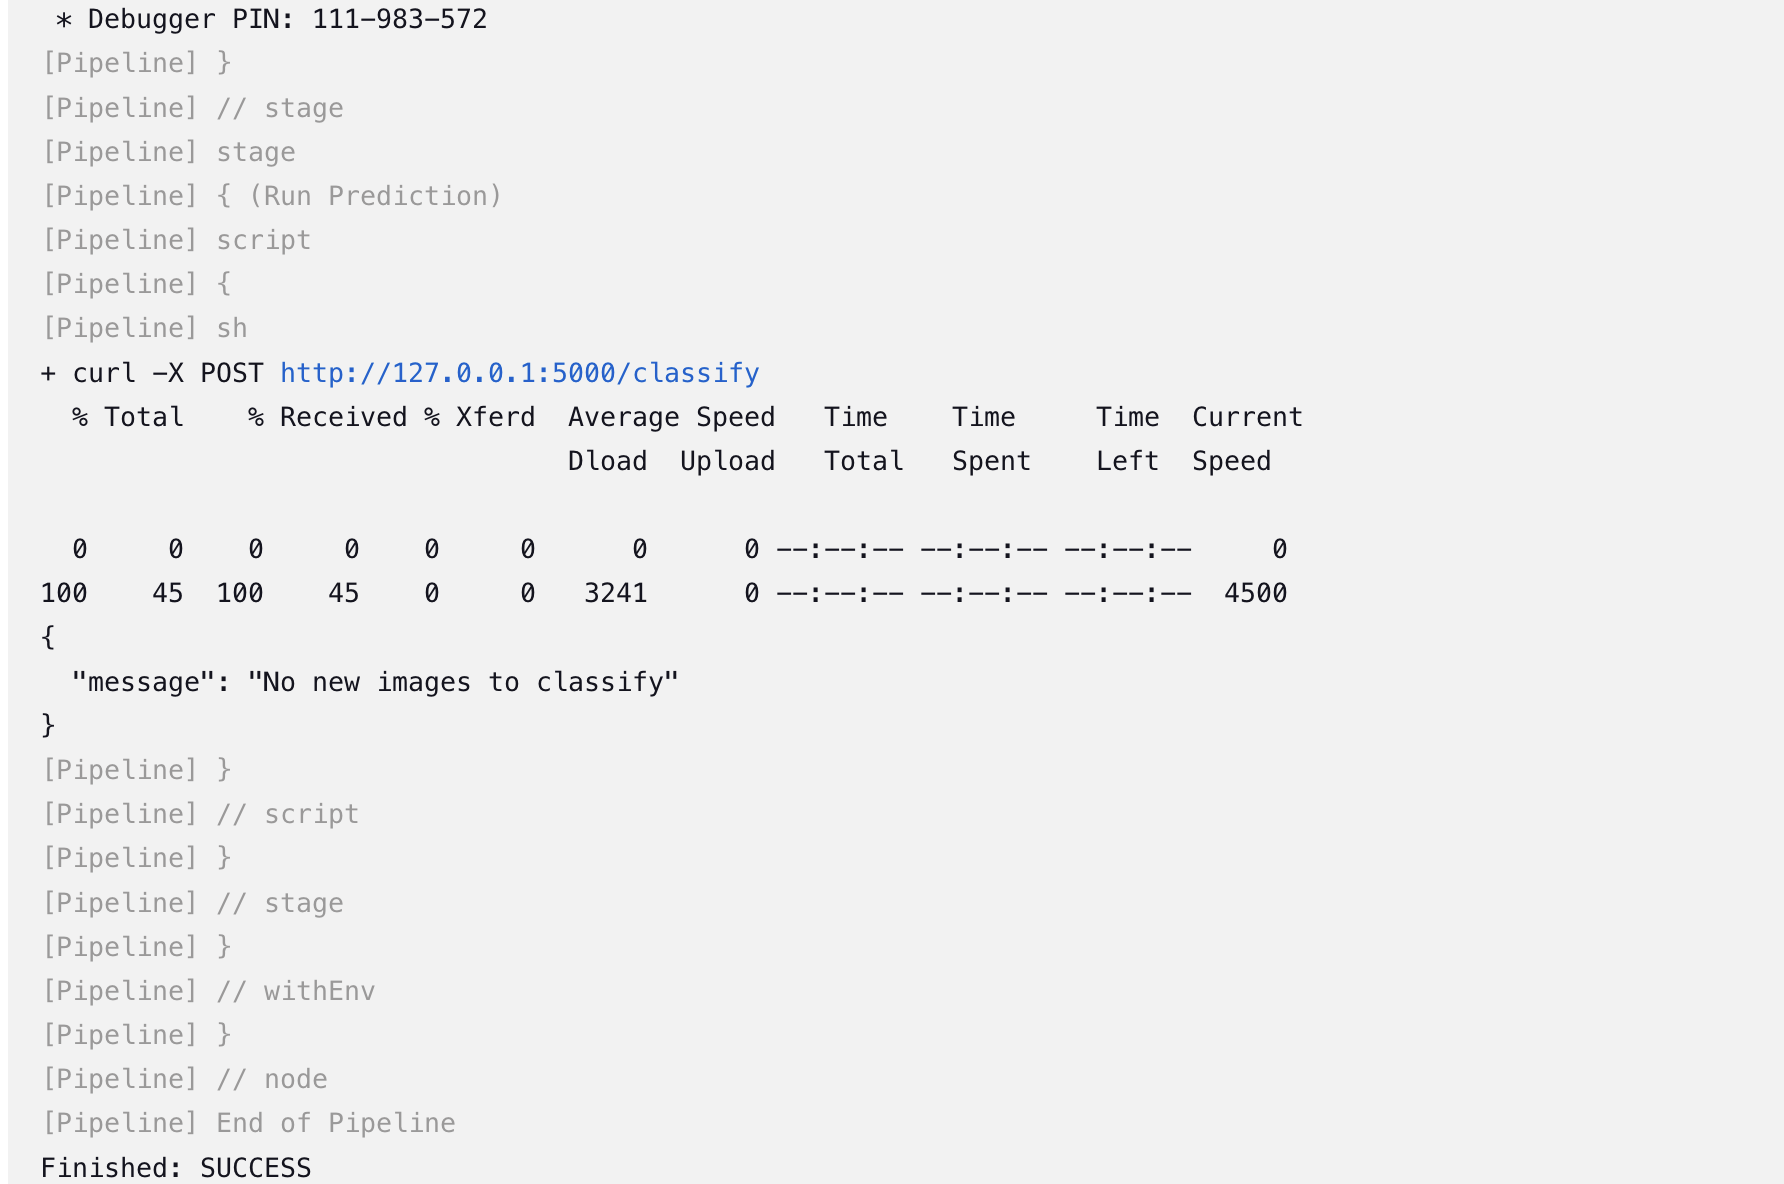 * Debugger PIN: 111-983-572
[Pipeline] }
[Pipeline] // stage
[Pipeline] stage
[Pipeline] { (Run Prediction)
[Pipeline] script
[Pipeline] {
[Pipeline] sh
+ curl -X POST http://127.0.0.1:5000/classify
  % Total    % Received % Xferd  Average Speed   Time    Time     Time  Current
                                 Dload  Upload   Total   Spent    Left  Speed
  0     0    0     0    0     0      0      0 --:--:-- --:--:-- --:--:--     0
100    45  100    45    0     0   3241      0 --:--:-- --:--:-- --:--:--  4500
{
  "message": "No new images to classify"
}
[Pipeline] }
[Pipeline] // script
[Pipeline] }
[Pipeline] // stage
[Pipeline] }
[Pipeline] // withEnv
[Pipeline] }
[Pipeline] // node
[Pipeline] End of Pipeline
Finished: SUCCESS